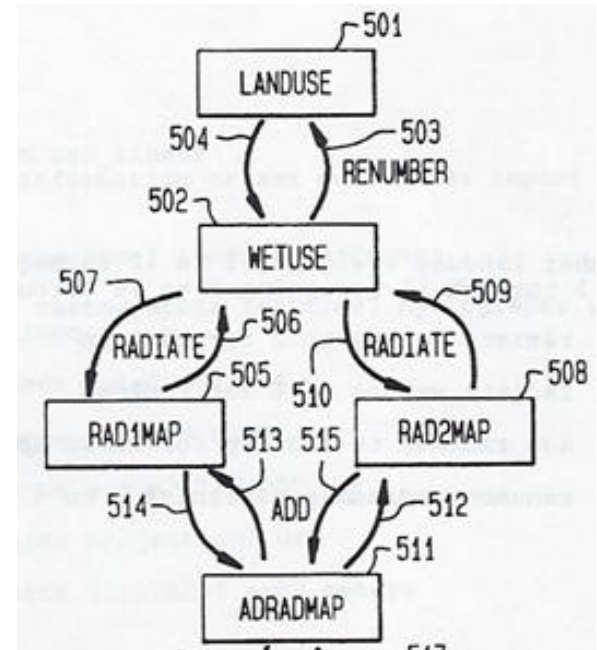 501
LANDUSE
504
503
RENUMBER
502
WETUSE
507
509
506
RADIATE
RADIATE
505
510
508
RAD1MAP
RAD2MAP
513
515
514
ADD
512
511
ADRADMAP